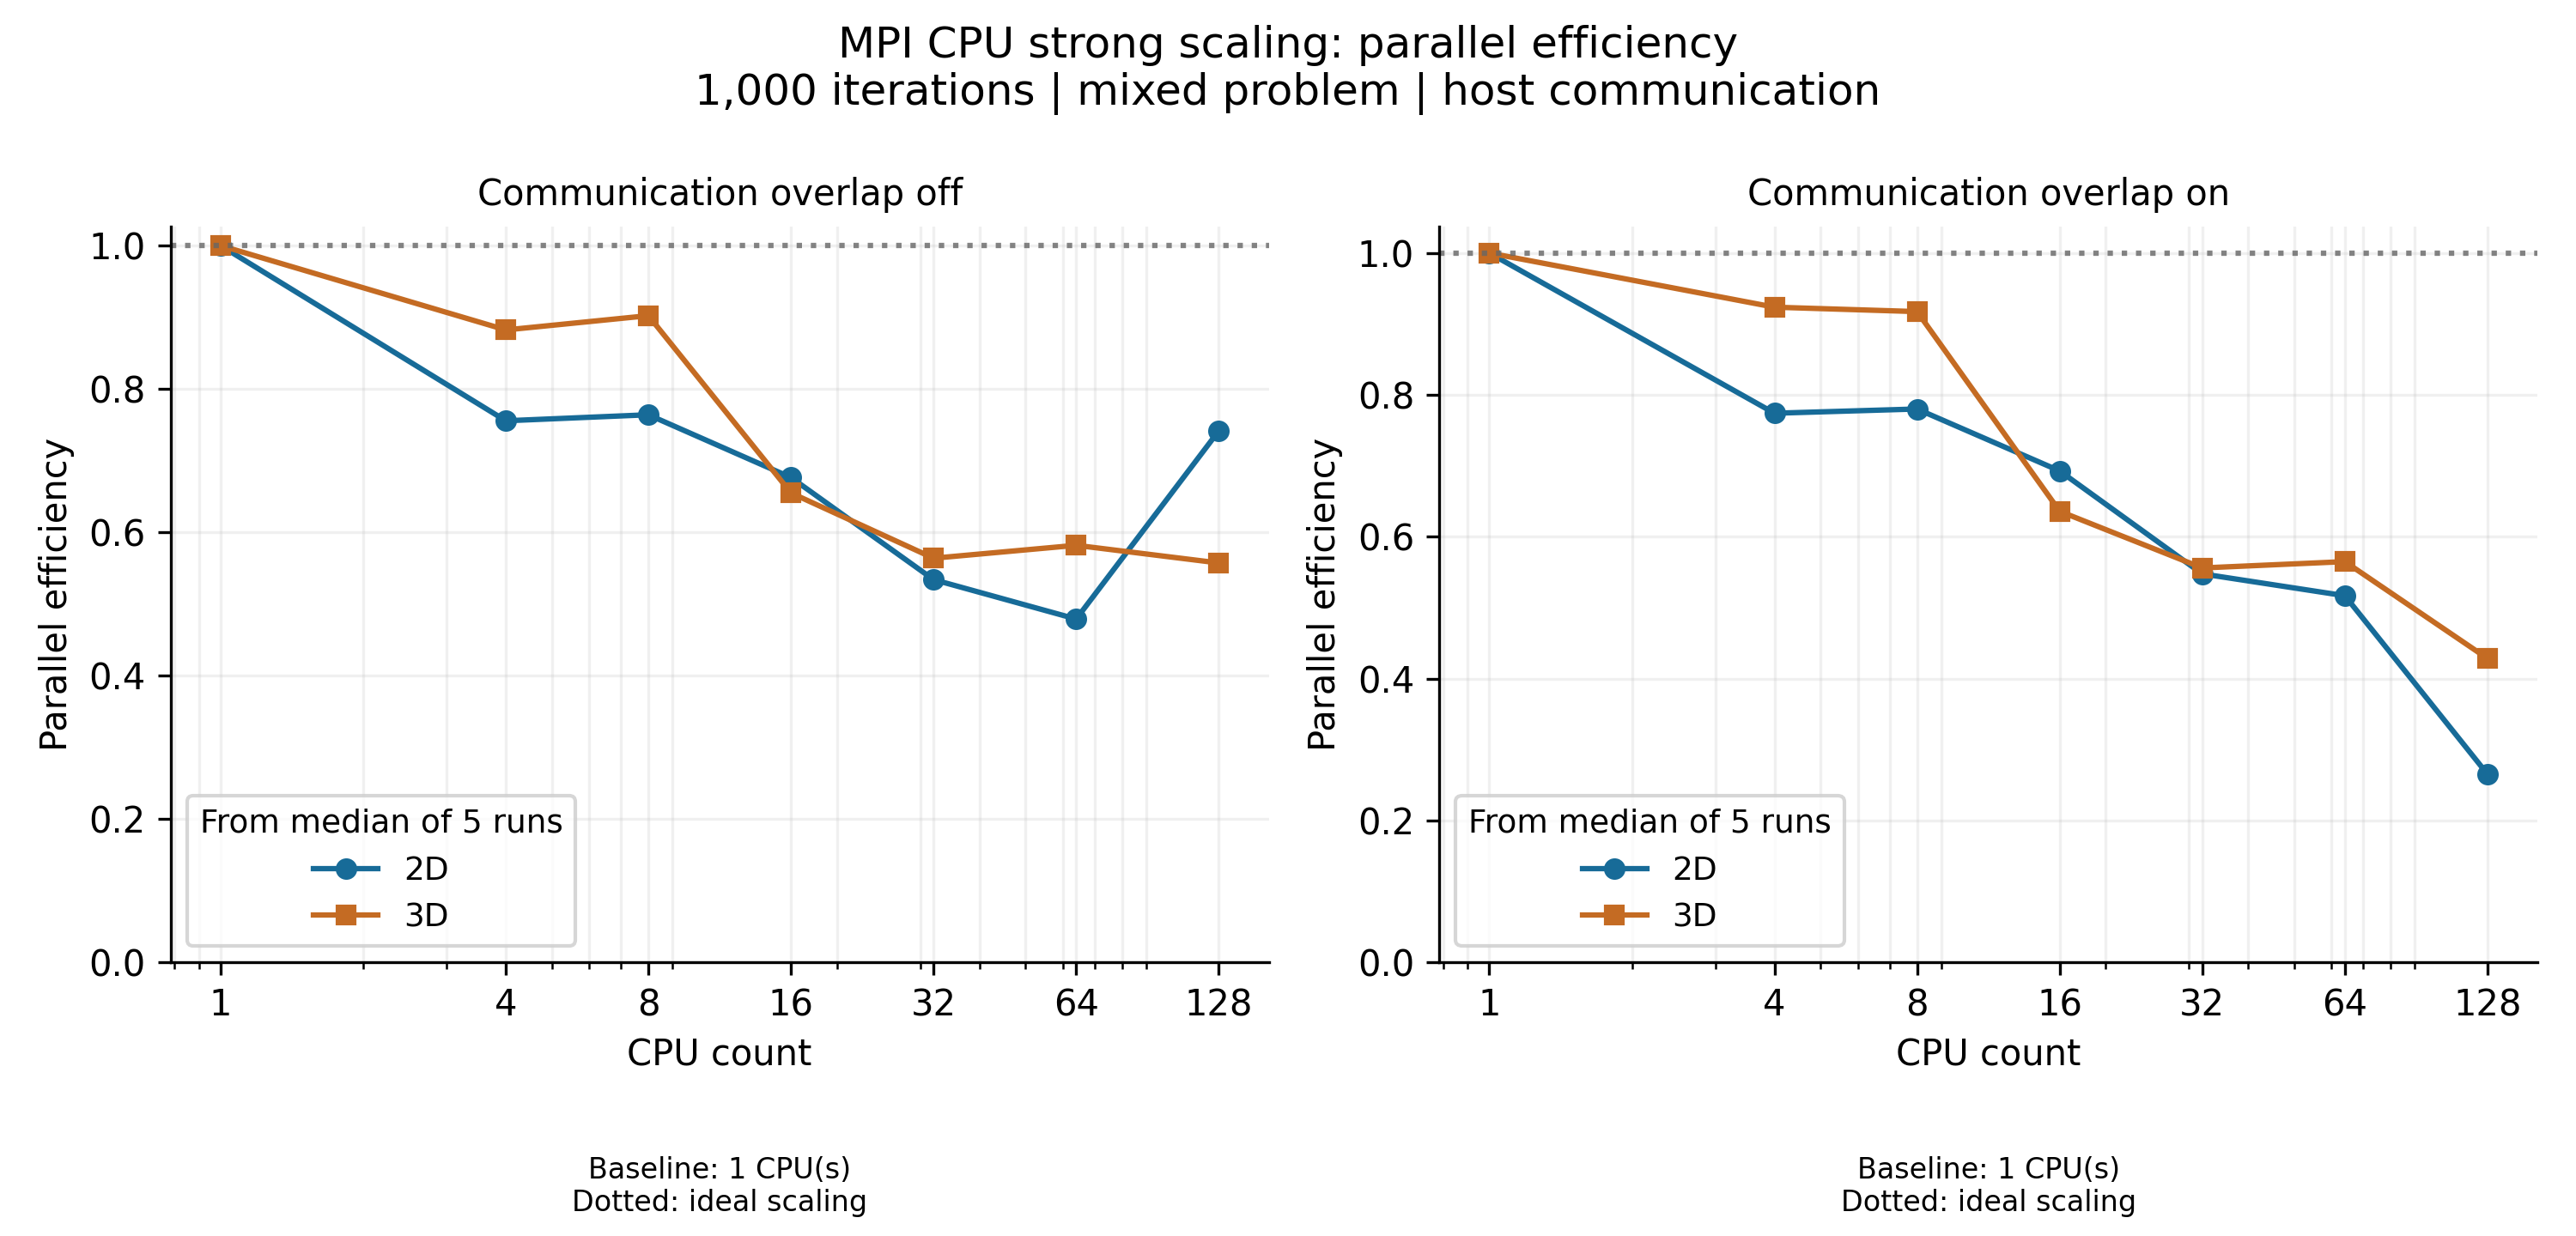 MPI CPU strong scaling: parallel efficiency
1,000 iterations | mixed problem | host communication
Communication overlap off
Parallel efficiency
1.0
0.8
0.6
0.4
0.2
0.0
From median of 5 runs
2D
3D
1 4 8 16 32 64 128
CPU count
Baseline: 1 CPU(s)
Dotted: ideal scaling
Communication overlap on
Parallel efficiency
1.0
0.8
0.6
0.4
0.2
0.0
From median of 5 runs
2D
3D
1 4 8 16 32 64 128
CPU count
Baseline: 1 CPU(s)
Dotted: ideal scaling